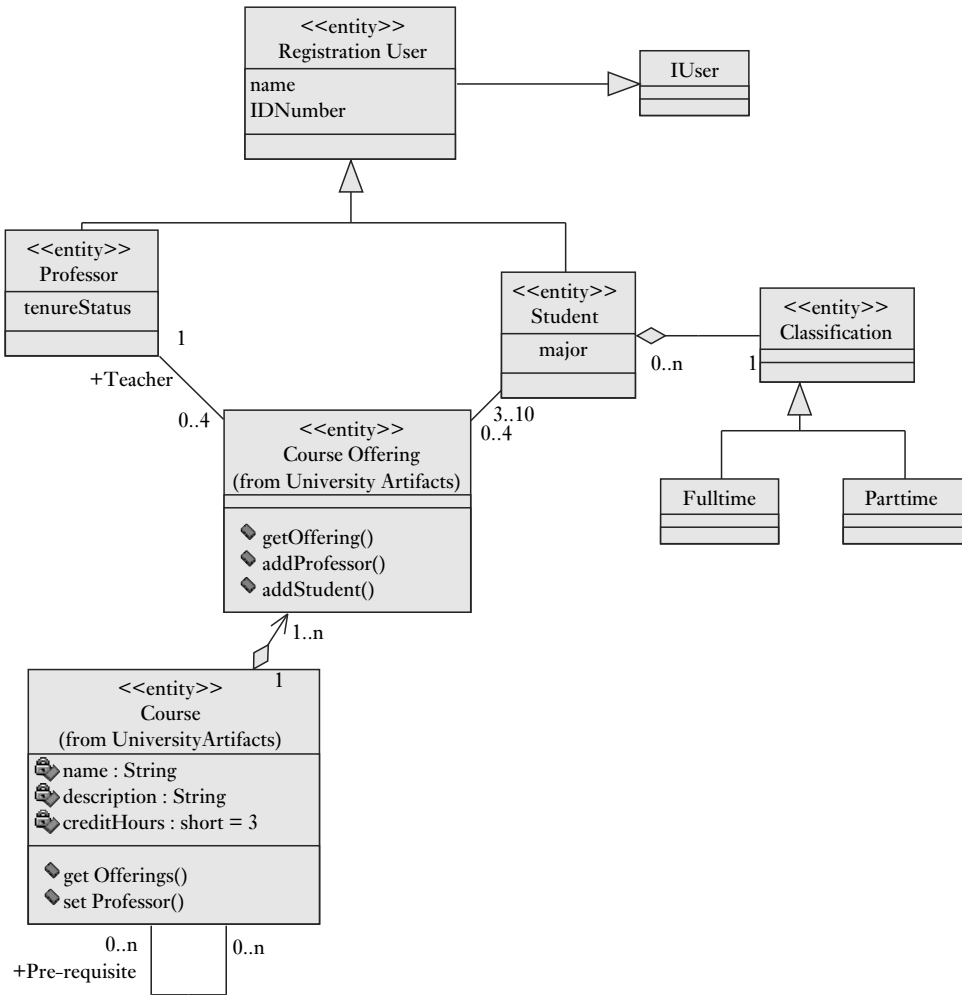 <<entity>>
Registration User
name
IDNumber
IUser
<<entity>>
Professor
tenureStatus
<<entity>>
Student
major
<<entity>>
Classification
1
+Teacher
0..4
0..n
1
3..10
0..4
<<entity>>
Course Offering
(from University Artifacts)
getOffering()
addProfessor()
addStudent()
Fulltime
Parttime
1..n
1
<<entity>>
Course
(from UniversityArtifacts)
name : String
description : String
creditHours : short = 3
get Offerings()
set Professor()
0..n
0..n
+Pre-requisite